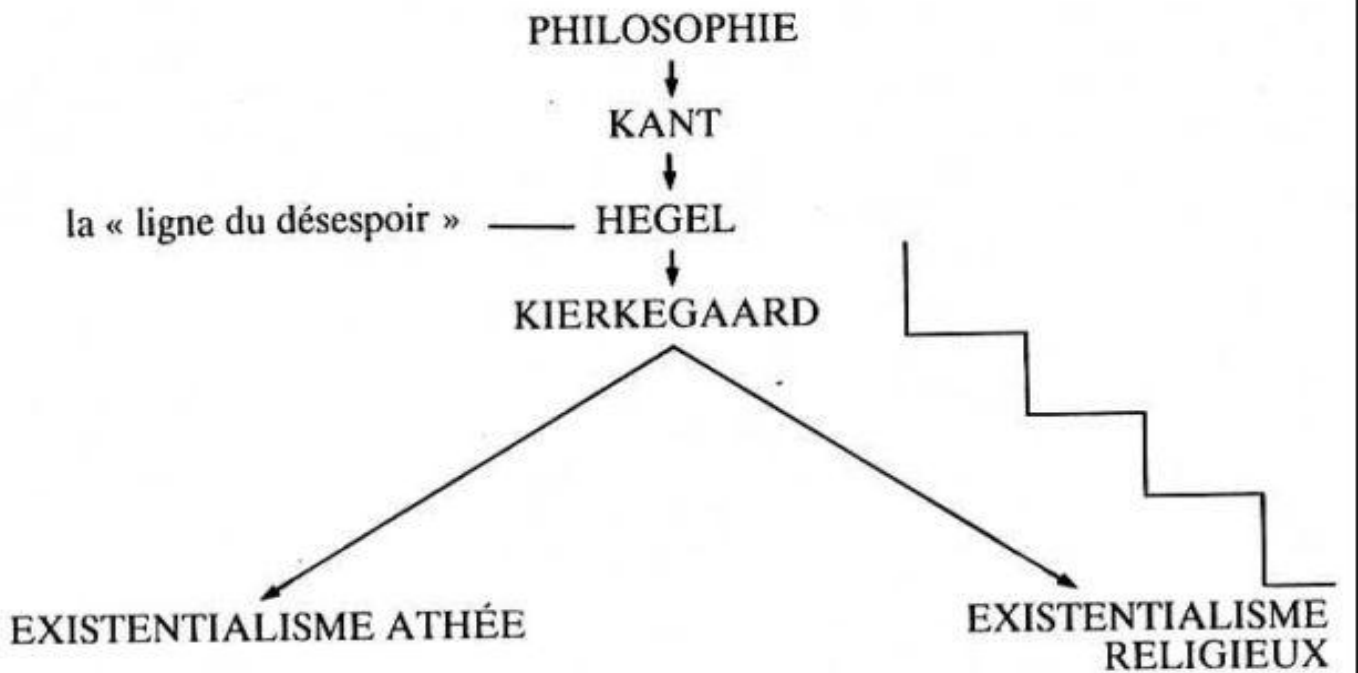 PHILOSOPHIE
KANT
la « ligne du désespoir »
HEGEL
KIERKEGAARD
EXISTENTIALISME ATHÉE
EXISTENTIALISME
RELIGIEUX